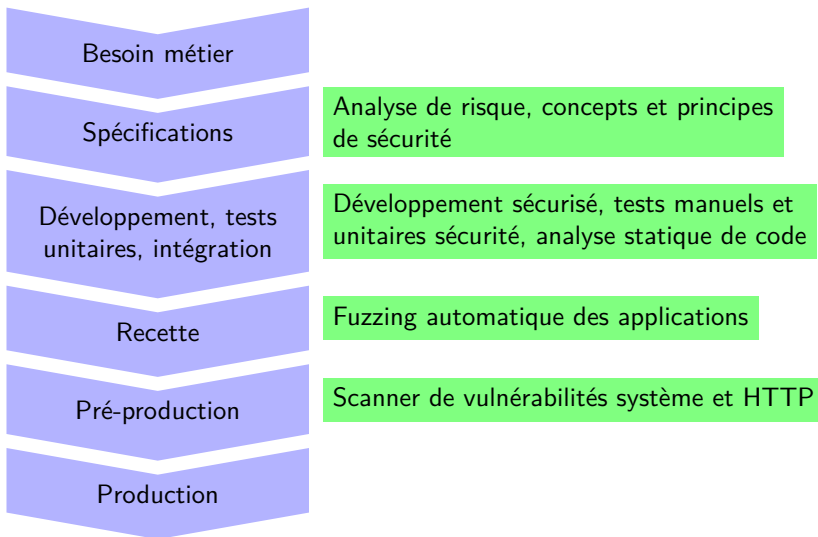 Besoin métier
Spécifications
Analyse de risque, concepts et principes
de sécurité
Développement, tests
unitaires, intégration
Développement sécurisé, tests manuels et
unitaires sécurité, analyse statique de code
Recette
Fuzzing automatique des applications
Pré-production
Scanner de vulnérabilités système et HTTP
Production